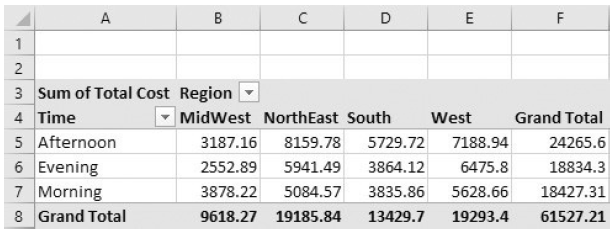 A B C D E F
1
2
3 Sum of Total Cost Region
4 Time MidWest NorthEast South West Grand Total
5 Afternoon 3187.16 8159.78 5729.72 7188.94 24265.6
6 Evening 2552.89 5941.49 3864.12 6475.8 18834.3
7 Morning 3878.22 5084.57 3835.86 5628.66 18427.31
8 Grand Total 9618.27 19185.84 13429.7 19293.4 61527.21